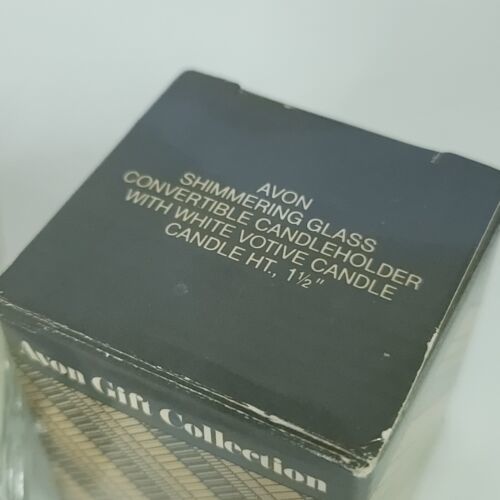 AVON
SHIMMERING GLASS
CONVERTIBLE CANDLEHOLDER
WITH WHITE VOTIVE CANDLE
CANDLE HT., 1½"
Avon Gift Collection